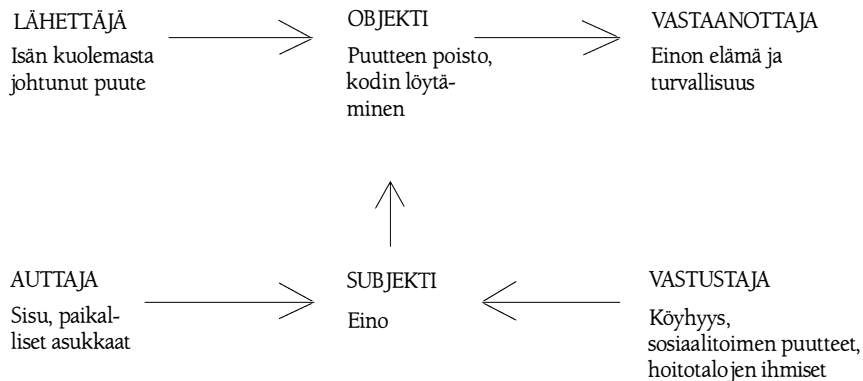 LÄHETTÄJÄ
Isän kuolemasta
johtunut puute
OBJEKTI
Puutteen poisto,
kodin löytä-
minen
VASTAANOTTAJA
Einon elämä ja
turvallisuus
AUTTAJA
Sisu, paikal-
liset asukkaat
SUBJEKTI
Eino
VASTUSTAJA
Köyhyys,
sosiaalitoimen puutteet,
hoitotalojen ihmiset